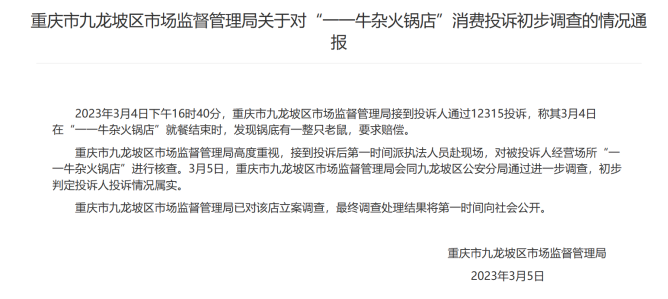 重庆市九龙坡区市场监督管理局关于对“一一牛杂火锅店”消费投诉初步调查的情况通
报
2023年3月4日下午16时40分，重庆市九龙坡区市场监督管理局接到投诉人通过12315投诉，称其3月4日
在“一一牛杂火锅店”就餐结束时，发现锅底有一整只老鼠，要求赔偿。
重庆市九龙坡区市场监督管理局高度重视，接到投诉后第一时间派执法人员赴现场，对被投诉人经营场所“一
一牛杂火锅店”进行核查。3月5日，重庆市九龙坡区市场监督管理局会同九龙坡区公安分局通过进一步调查，初步
判定投诉人投诉情况属实。
重庆市九龙坡区市场监督管理局已对该店立案调查，最终调查处理结果将第一时间向社会公开。
重庆市九龙坡区市场监督管理局
2023年3月5日